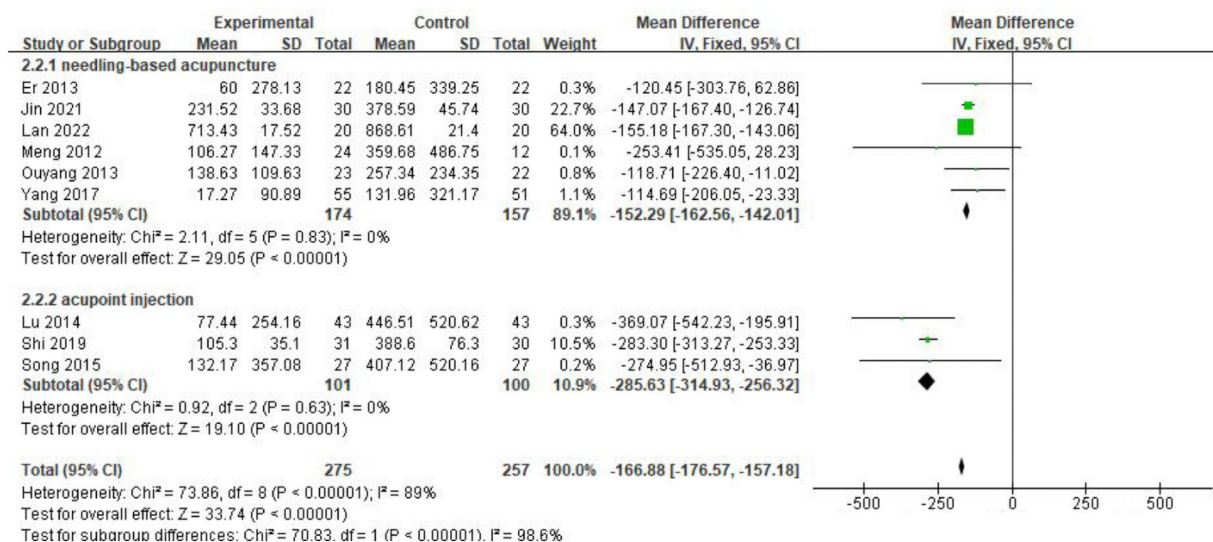 Experimental Control Mean Difference Mean Difference
Study or Subgroup Mean SD Total Mean SD Total Weight IV, Fixed, 95% CI IV, Fixed, 95% CI
2.2.1 needling-based acupuncture
Er 2013 60 278.13 22 180.45 339.25 22 0.3% -120.45 [-303.76, 62.86]
Jin 2021 231.52 33.68 30 378.59 45.74 30 22.7% -147.07 [-167.40, -126.74]
Lan 2022 713.43 17.52 20 868.61 21.4 20 64.0% -155.18 [-167.30, -143.06]
Meng 2012 106.27 147.33 24 359.68 486.75 12 0.1% -253.41 [-535.05, 28.23]
Ouyang 2013 138.63 109.63 23 257.34 234.35 22 0.8% -118.71 [-226.40, -11.02]
Yang 2017 17.27 90.89 55 131.96 321.17 51 1.1% -114.69 [-206.05, -23.33]
Subtotal (95% CI) 174 157 89.1% -152.29 [-162.56, -142.01]
Heterogeneity: Chi² = 2.11, df = 5 (P = 0.83); I² = 0%
Test for overall effect: Z = 29.05 (P < 0.00001)
2.2.2 acupoint injection
Lu 2014 77.44 254.16 43 446.51 520.62 43 0.3% -369.07 [-542.23, -195.91]
Shi 2019 105.3 35.1 31 388.6 76.3 30 10.5% -283.30 [-313.27, -253.33]
Song 2015 132.17 357.08 27 407.12 520.16 27 0.2% -274.95 [-512.93, -36.97]
Subtotal (95% CI) 101 100 10.9% -285.63 [-314.93, -256.32]
Heterogeneity: Chi² = 0.92, df = 2 (P = 0.63); I² = 0%
Test for overall effect: Z = 19.10 (P < 0.00001)
Total (95% CI) 275 257 100.0% -166.88 [-176.57, -157.18]
Heterogeneity: Chi² = 73.86, df = 8 (P < 0.00001); I² = 89%
Test for overall effect: Z = 33.74 (P < 0.00001)
Test for subgroup differences: Chi² = 70.83, df = 1 (P < 0.00001), I² = 98.6%
-500 -250 0 250 500